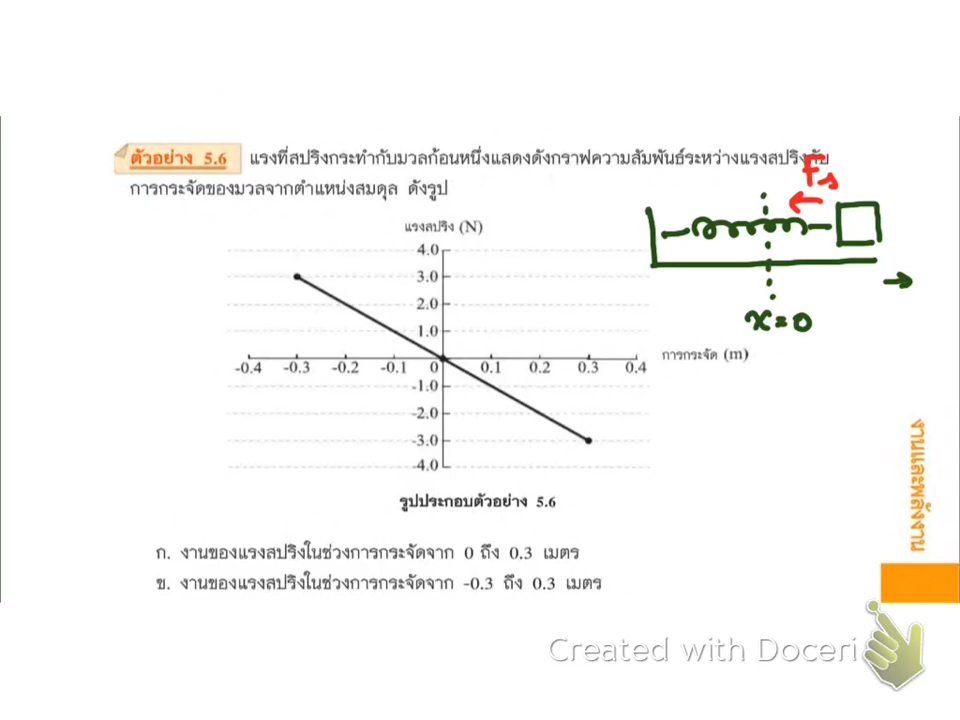 ตัวอย่าง 5.6 แรงที่สปริงกระทำกับมวลก้อนหนึ่งแสดงดังกราฟความสัมพันธ์ระหว่างแรงสปริงกับ
การกระจัดของมวลจากตำแหน่งสมดุล ดังรูป
Fs
แรงสปริง (N)
4.0
3.0
2.0
1.0
x = 0
การกระจัด (m)
-0.4 -0.3 -0.2 -0.1 0 0.1 0.2 0.3 0.4
-1.0
-2.0
-3.0
-4.0
รูปประกอบตัวอย่าง 5.6
งานและพลังงาน
ก. งานของแรงสปริงในช่วงการกระจัดจาก 0 ถึง 0.3 เมตร
ข. งานของแรงสปริงในช่วงการกระจัดจาก -0.3 ถึง 0.3 เมตร
Created with Doceri